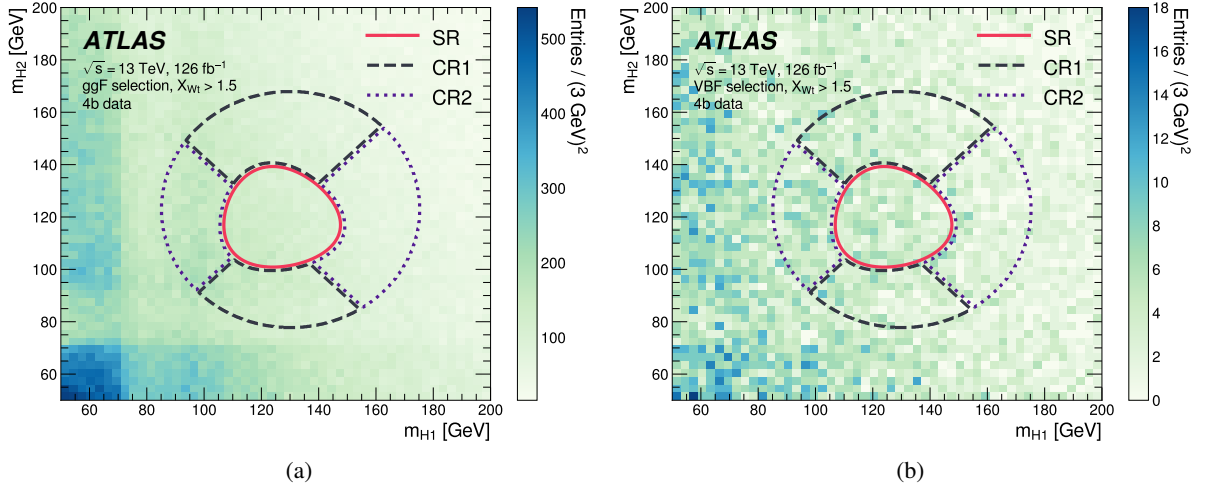 ATLAS
√s = 13 TeV, 126 fb⁻¹
ggF selection, X_Wt > 1.5
4b data
SR
CR1
CR2
m_H2 [GeV]
200
180
160
140
120
100
80
60
60
80
100
120
140
160
180
200
m_H1 [GeV]
500
400
300
200
100
Entries / (3 GeV)²
(a)
ATLAS
√s = 13 TeV, 126 fb⁻¹
VBF selection, X_Wt > 1.5
4b data
SR
CR1
CR2
m_H2 [GeV]
200
180
160
140
120
100
80
60
60
80
100
120
140
160
180
200
m_H1 [GeV]
18
16
14
12
10
8
6
4
2
0
Entries / (3 GeV)²
(b)